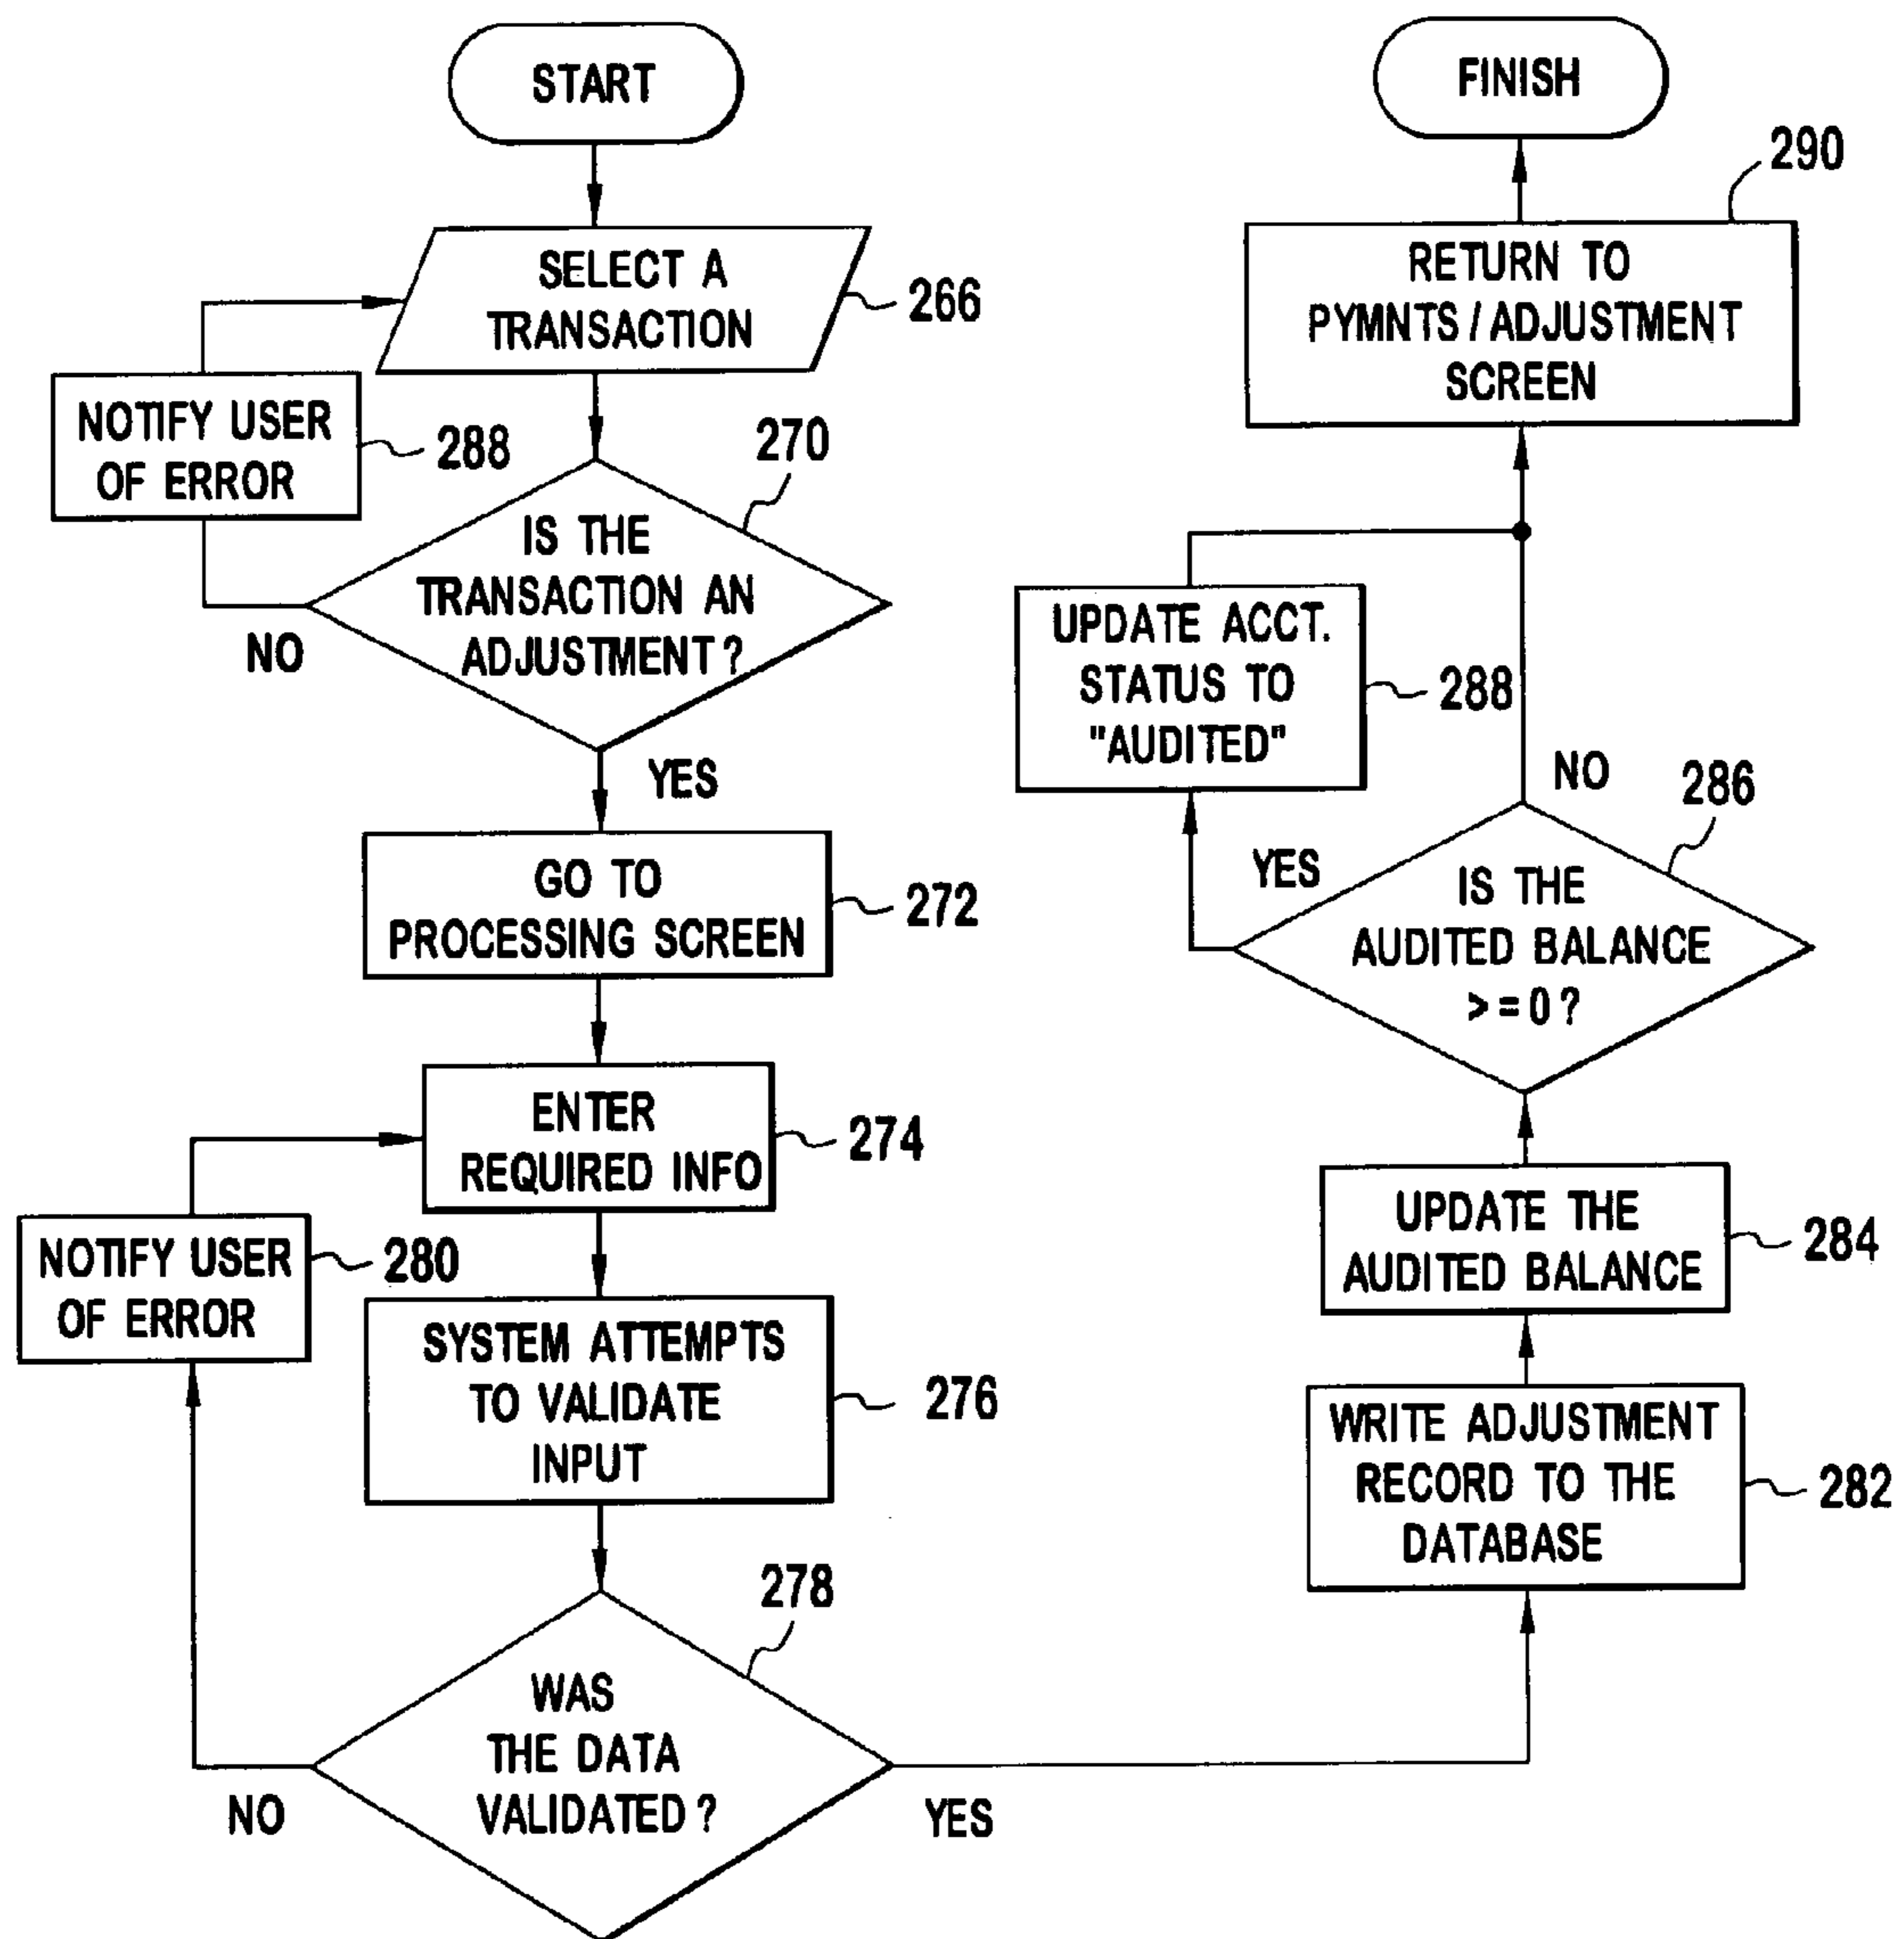 START
SELECT A
TRANSACTION
266
NOTIFY USER
OF ERROR
288
270
IS THE
TRANSACTION AN
ADJUSTMENT?
NO
YES
GO TO
PROCESSING SCREEN
272
ENTER
REQUIRED INFO
274
NOTIFY USER
OF ERROR
280
SYSTEM ATTEMPTS
TO VALIDATE
INPUT
276
278
WAS
THE DATA
VALIDATED?
NO
YES
WRITE ADJUSTMENT
RECORD TO THE
DATABASE
282
UPDATE THE
AUDITED BALANCE
284
286
IS THE
AUDITED BALANCE
>=0?
YES
NO
UPDATE ACCT.
STATUS TO
"AUDITED"
288
RETURN TO
PYMNTS/ADJUSTMENT
SCREEN
290
FINISH